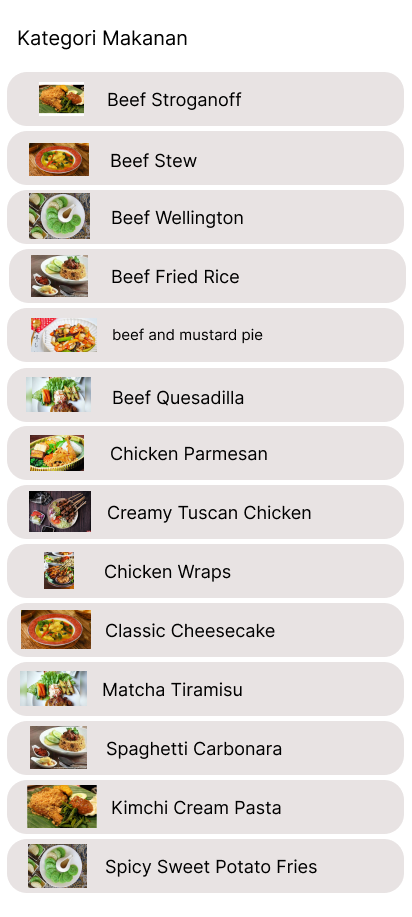 Kategori Makanan
Beef Stroganoff
Beef Stew
Beef Wellington
Beef Fried Rice
beef and mustard pie
Beef Quesadilla
Chicken Parmesan
Creamy Tuscan Chicken
Chicken Wraps
Classic Cheesecake
Matcha Tiramisu
Spaghetti Carbonara
Kimchi Cream Pasta
Spicy Sweet Potato Fries